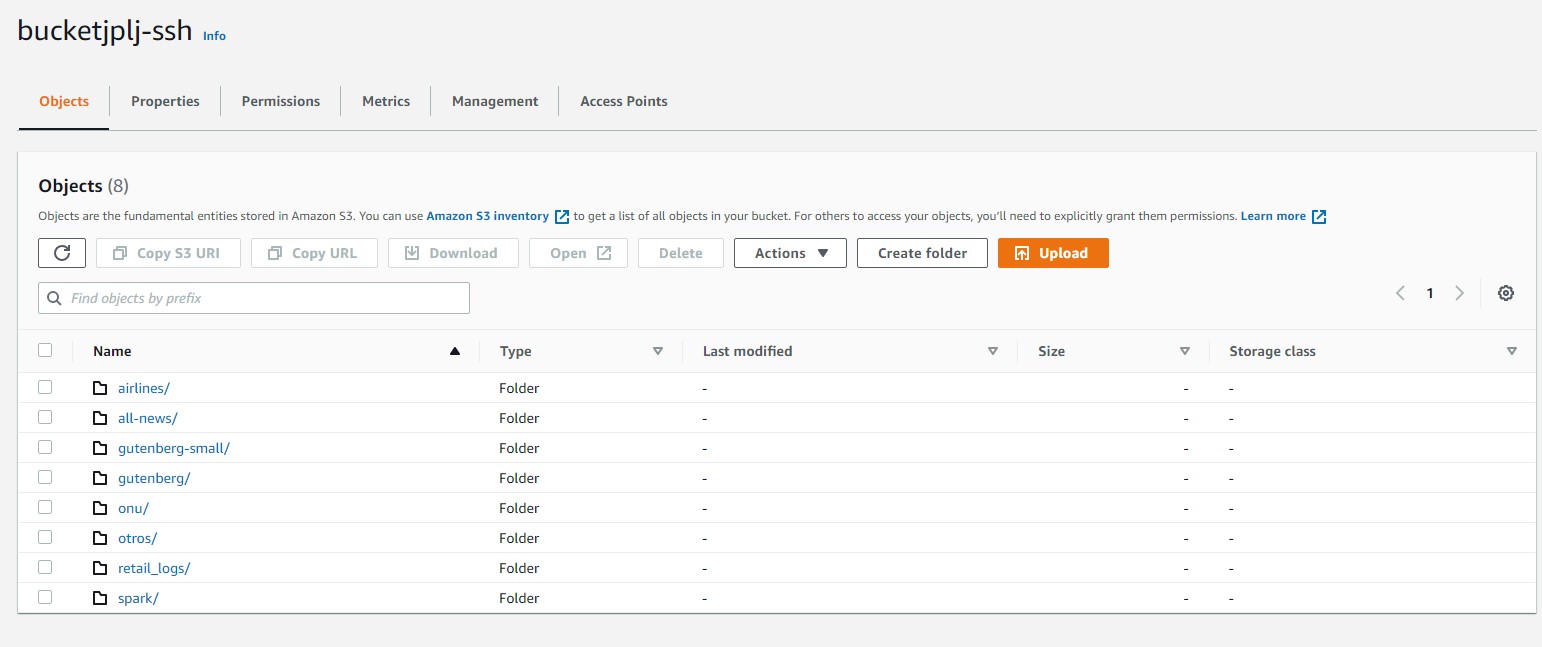 bucketjplj-ssh Info
Objects Properties Permissions Metrics Management Access Points
Objects (8)
Objects are the fundamental entities stored in Amazon S3. You can use Amazon S3 inventory to get a list of all objects in your bucket. For others to access your objects, you'll need to explicitly grant them permissions. Learn more
Copy S3 URI Copy URL Download Open Delete Actions Create folder Upload
Find objects by prefix
1
Name Type Last modified Size Storage class
airlines/ Folder - - -
all-news/ Folder - - -
gutenberg-small/ Folder - - -
gutenberg/ Folder - - -
onu/ Folder - - -
otros/ Folder - - -
retail_logs/ Folder - - -
spark/ Folder - - -